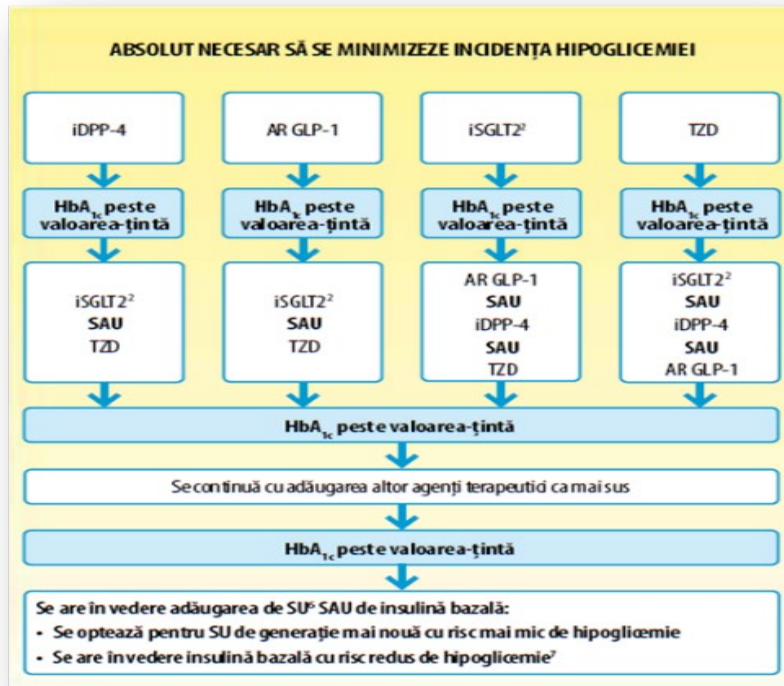 ABSOLUT NECESAR SĂ SE MINIMIZEZE INCIDENȚA HIPOGLICEMIEI
iDPP-4
AR GLP-1
iSGLT2²
TZD
HbA1c peste
valoarea-țintă
HbA1c peste
valoarea-țintă
HbA1c peste
valoarea-țintă
HbA1c peste
valoarea-țintă
iSGLT2²
SAU
TZD
iSGLT2²
SAU
TZD
AR GLP-1
SAU
iDPP-4
SAU
TZD
iSGLT2²
SAU
iDPP-4
SAU
AR GLP-1
HbA1c peste valoarea-țintă
Se continuă cu adăugarea altor agenți terapeutici ca mai sus
HbA1c peste valoarea-țintă
Se are în vedere adăugarea de SU⁶ SAU de insulină bazală:
• Se optează pentru SU de generație mai nouă cu risc mai mic de hipoglicemie
• Se are în vedere insulină bazală cu risc redus de hipoglicemie⁷